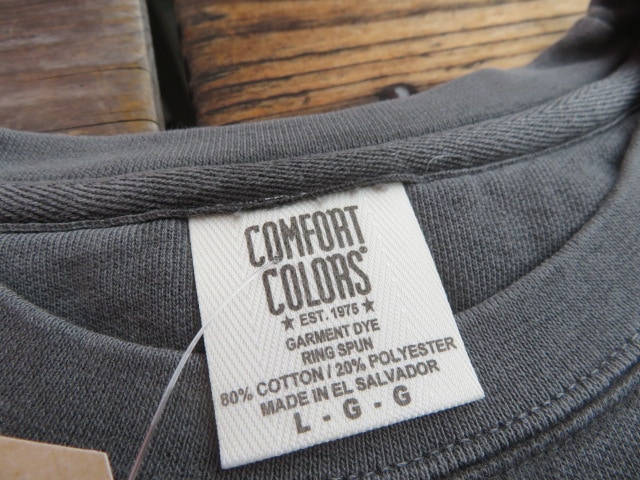 COMFORT
COLORS®
★ EST. 1975 ★
GARMENT DYE
RING SPUN
80% COTTON / 20% POLYESTER
MADE IN EL SALVADOR
L - G - G